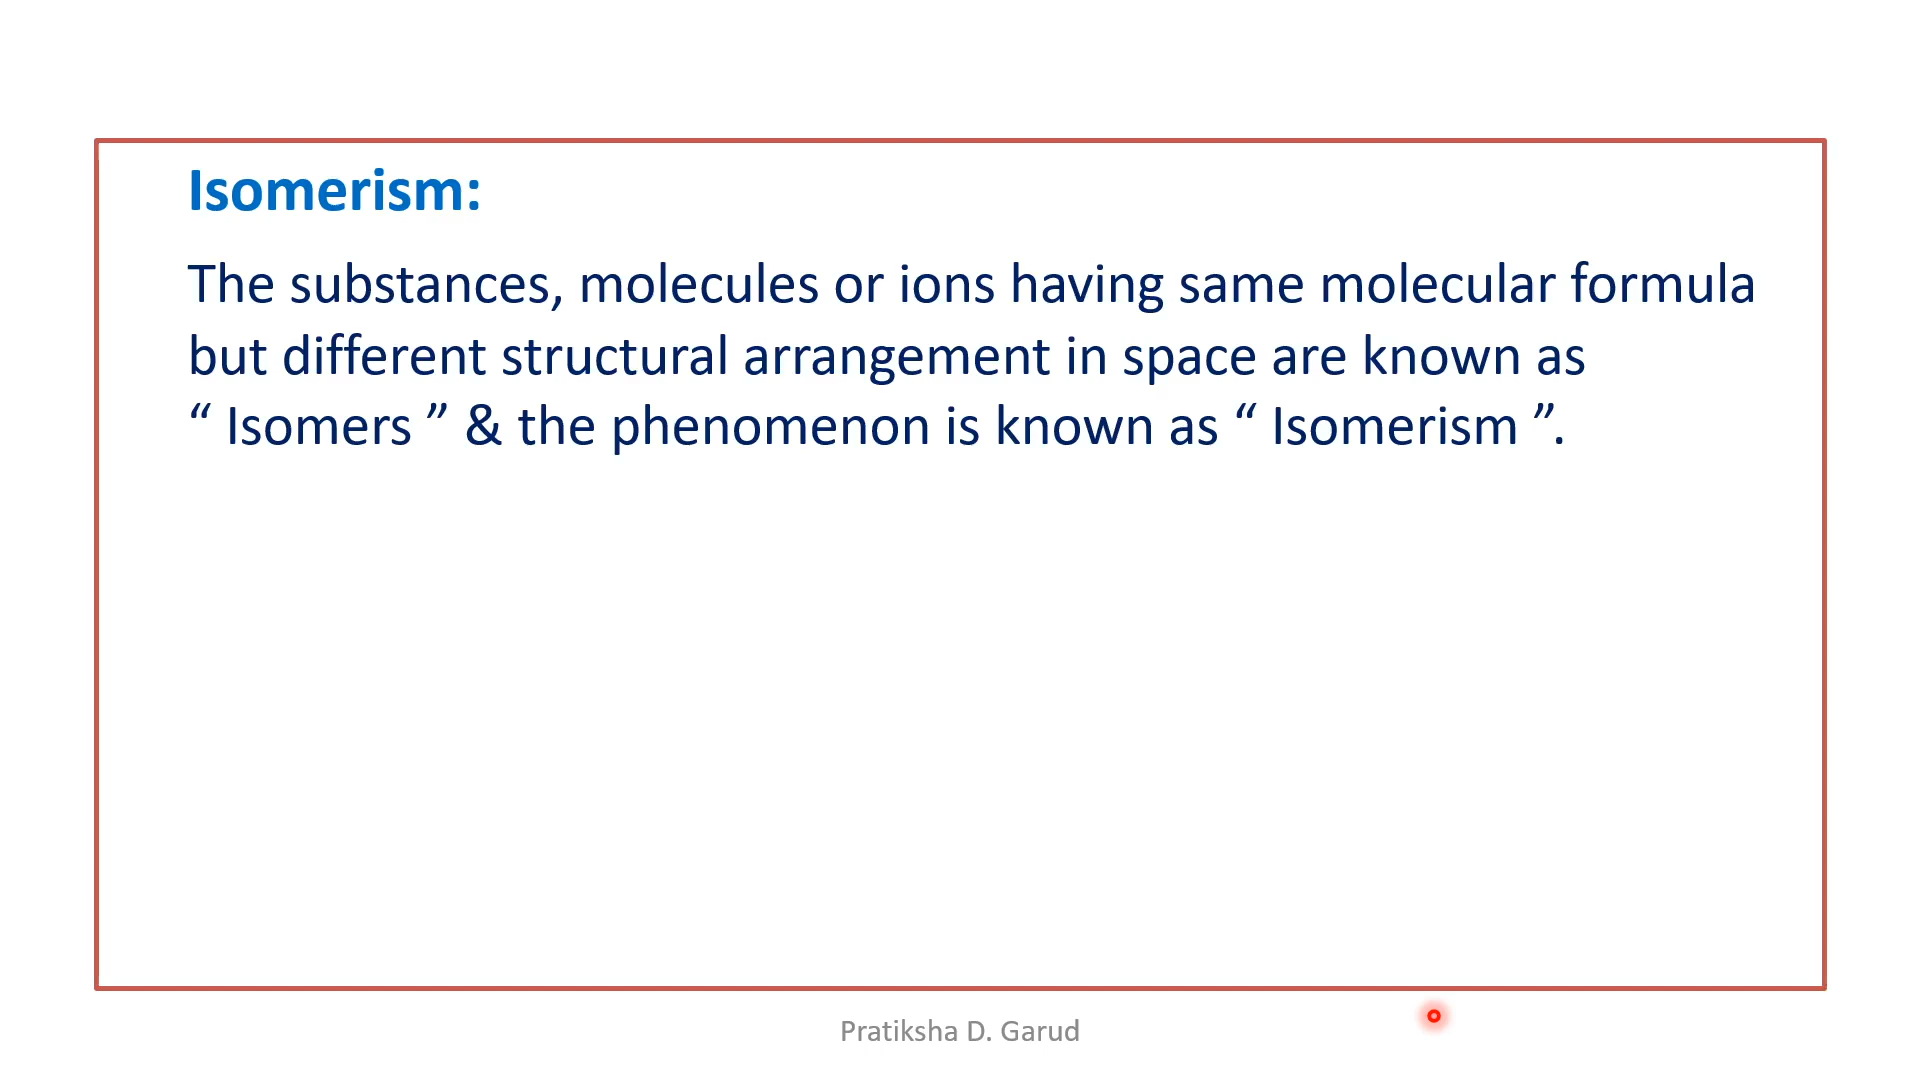 Isomerism:
The substances, molecules or ions having same molecular formula
but different structural arrangement in space are known as
“ Isomers ” & the phenomenon is known as “ Isomerism ”.
Pratiksha D. Garud